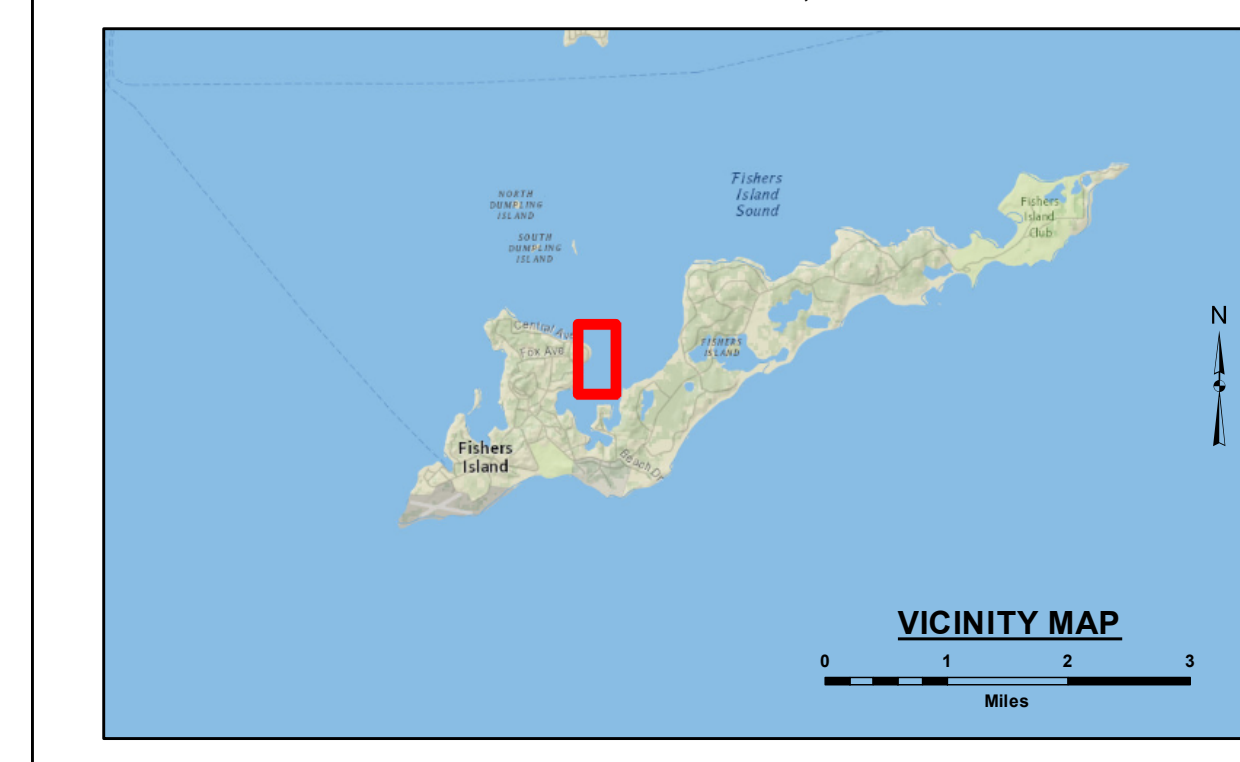 NORTH
DUMPLING
ISLAND
SOUTH
DUMPLING
ISLAND
Fishers
Island
Sound
Fishers
Island
Club
Central Ave
Fox Ave
FISHERS
ISLAND
Fishers
Island
Beach Dr
N
VICINITY MAP
0 1 2 3
Miles